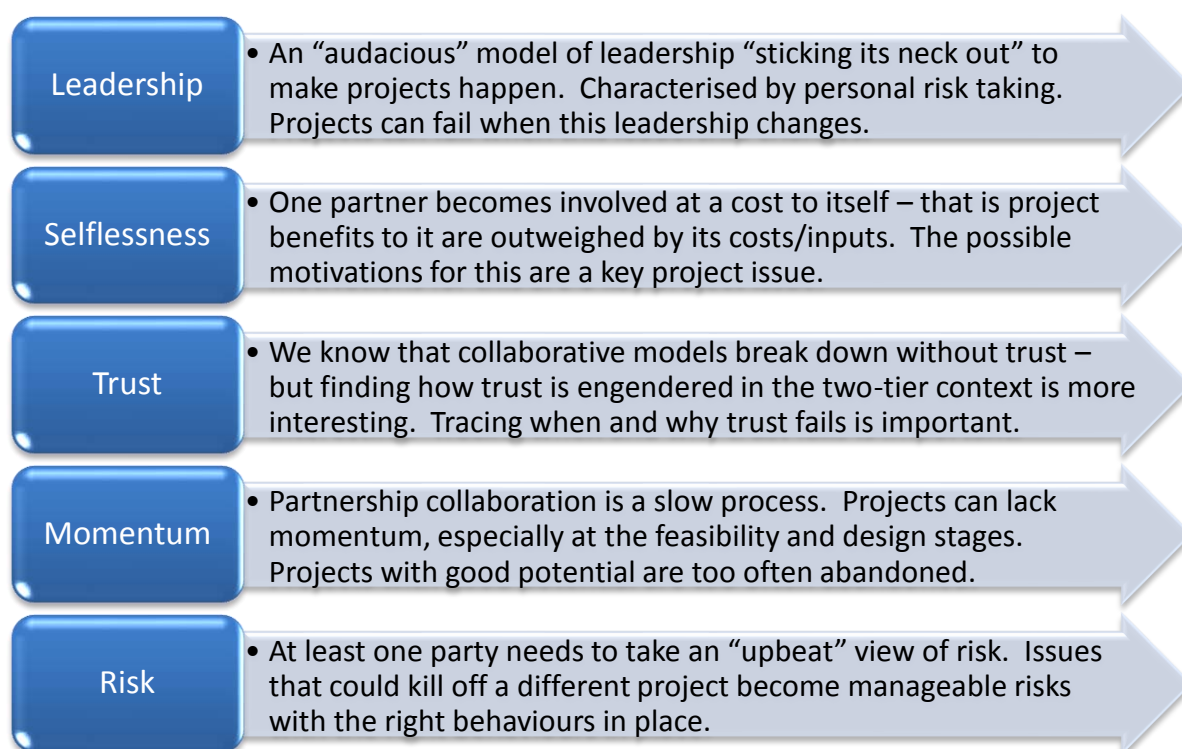 Leadership
• An “audacious” model of leadership “sticking its neck out” to
make projects happen.  Characterised by personal risk taking.
Projects can fail when this leadership changes.
Selflessness
• One partner becomes involved at a cost to itself – that is project
benefits to it are outweighed by its costs/inputs.  The possible
motivations for this are a key project issue.
Trust
• We know that collaborative models break down without trust –
but finding how trust is engendered in the two-tier context is more
interesting.  Tracing when and why trust fails is important.
Momentum
• Partnership collaboration is a slow process.  Projects can lack
momentum, especially at the feasibility and design stages.
Projects with good potential are too often abandoned.
Risk
• At least one party needs to take an “upbeat” view of risk.  Issues
that could kill off a different project become manageable risks
with the right behaviours in place.